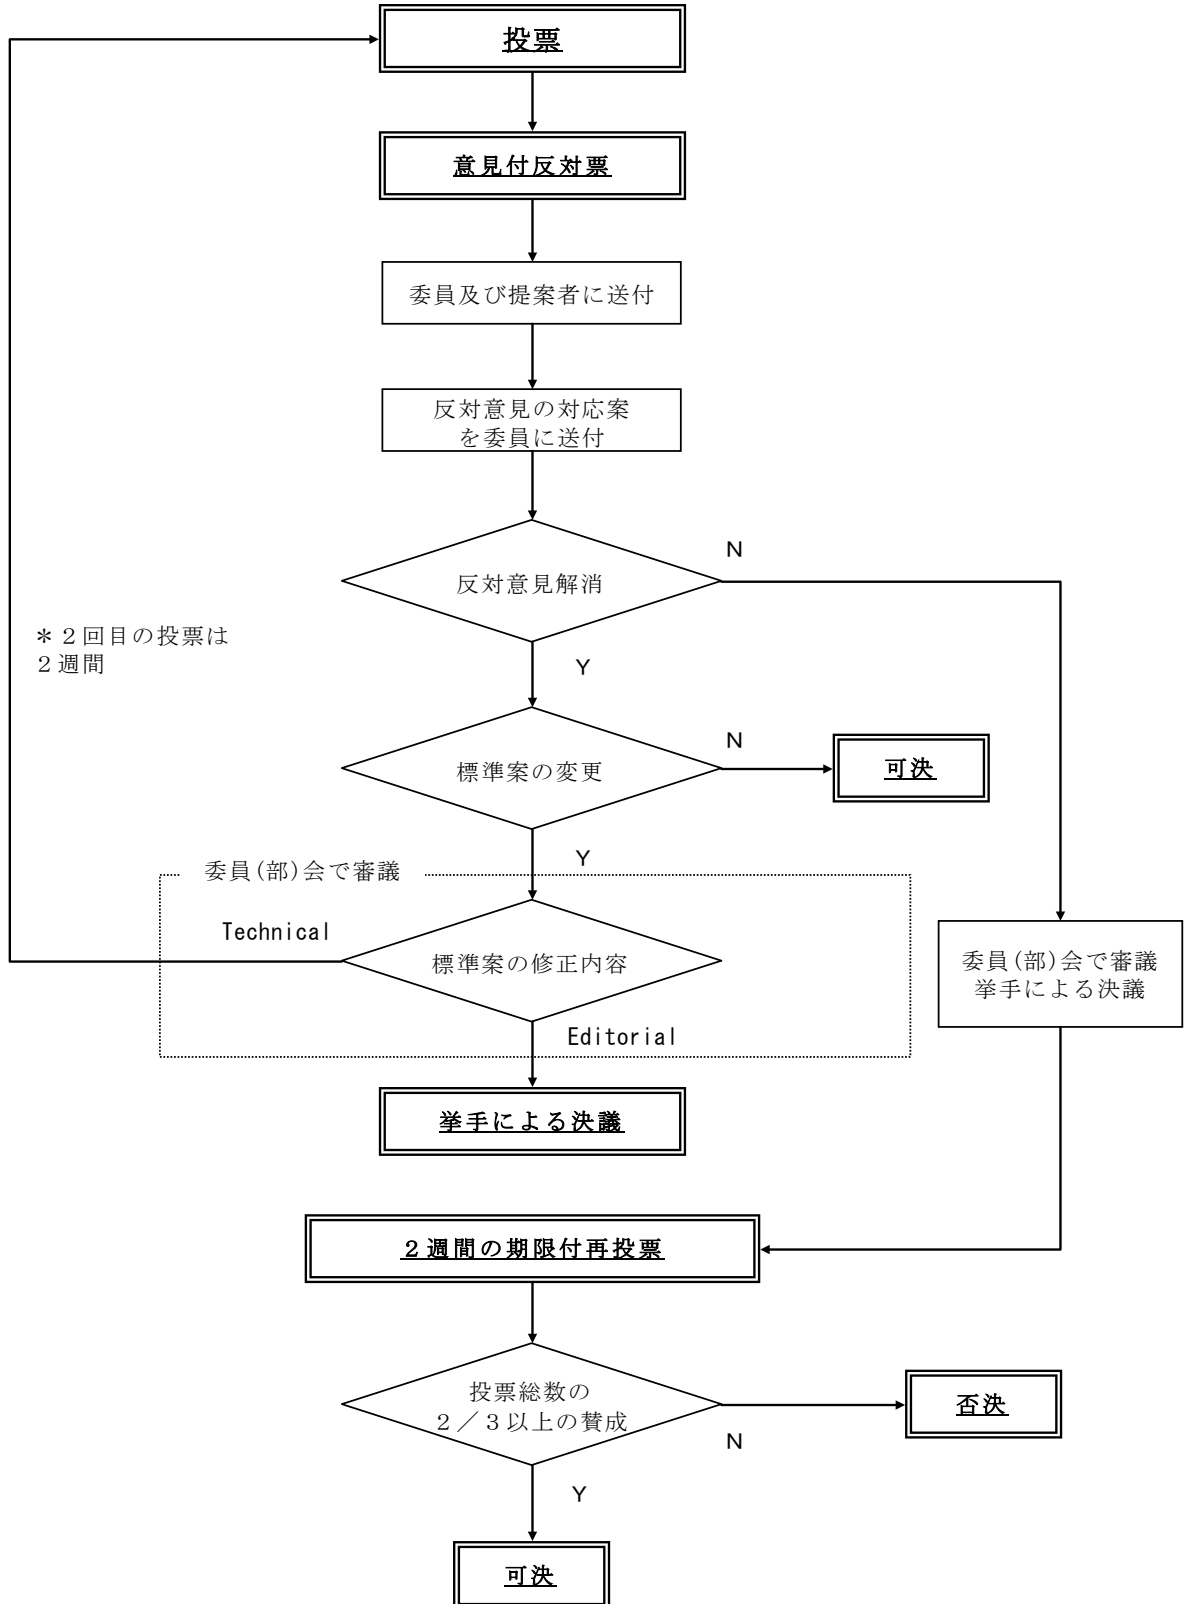 投票
意見付反対票
委員及び提案者に送付
反対意見の対応案
を委員に送付
反対意見解消
N
Y
＊２回目の投票は
２週間
標準案の変更
N
可決
Y
委員(部)会で審議
Technical
標準案の修正内容
Editorial
委員(部)会で審議
挙手による決議
挙手による決議
２週間の期限付再投票
投票総数の
２／３以上の賛成
N
否決
Y
可決